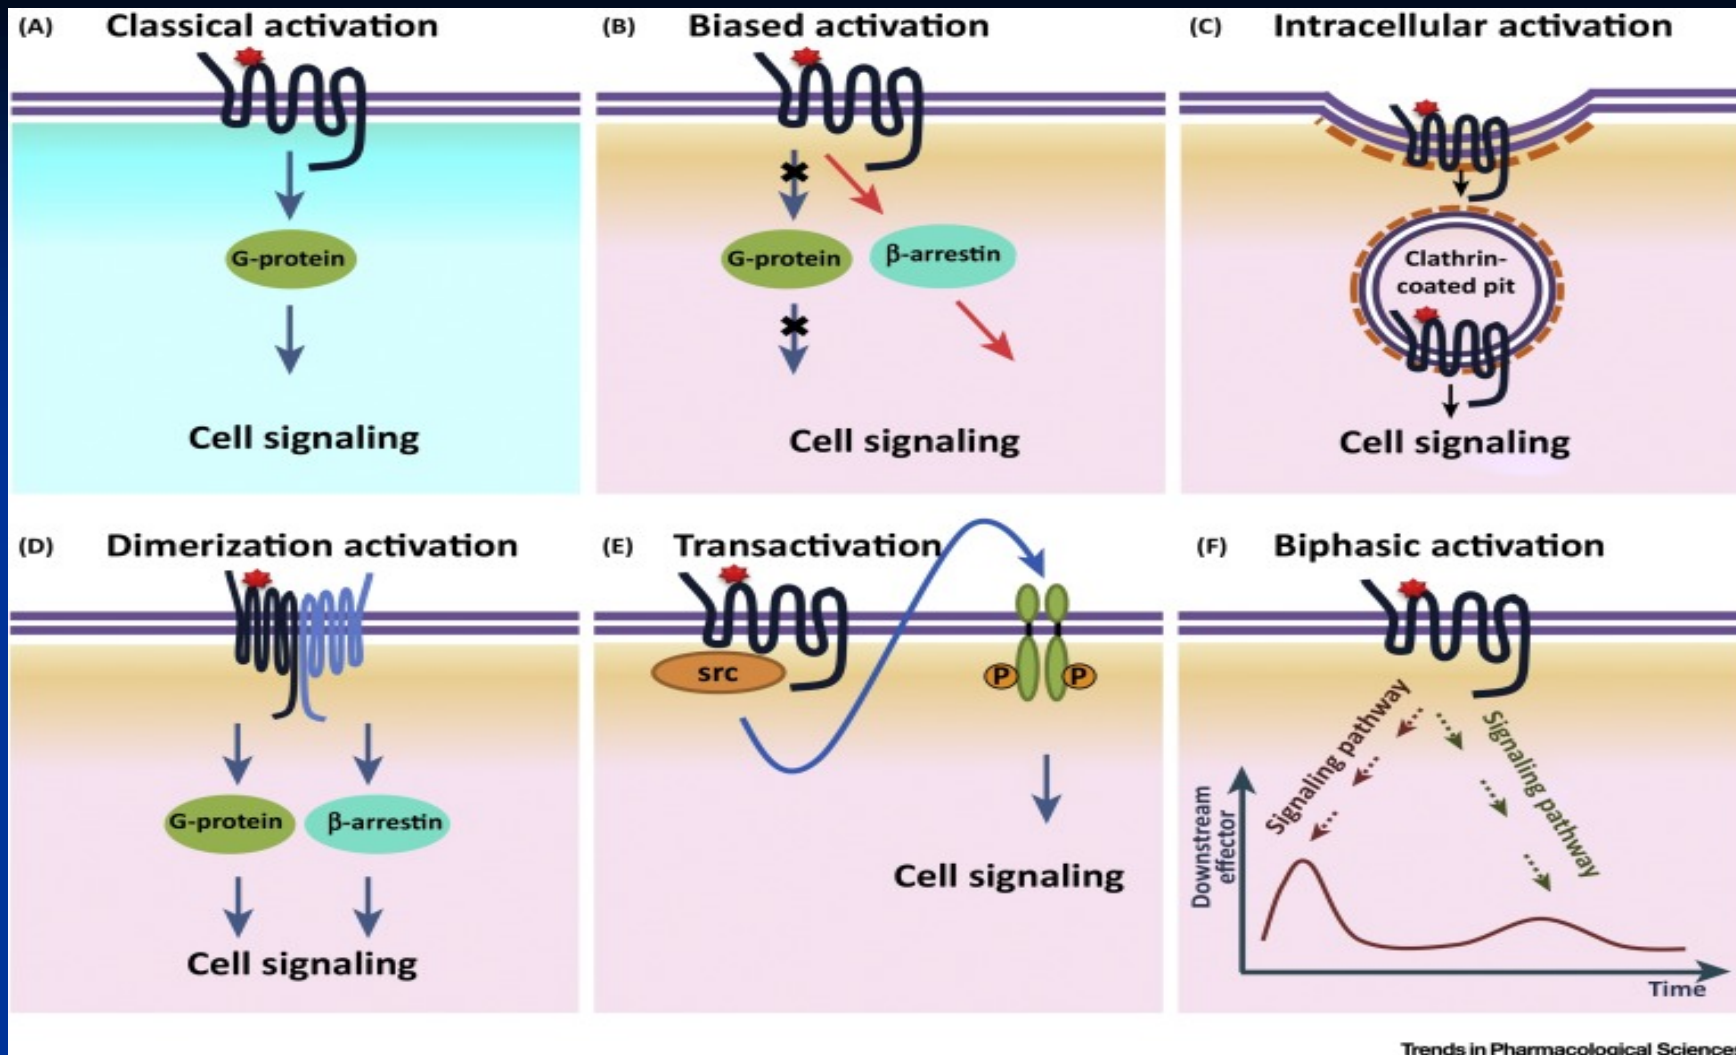 (A) Classical activation
G-protein
Cell signaling
(B) Biased activation
G-protein
β-arrestin
Cell signaling
(C) Intracellular activation
Clathrin-
coated pit
Cell signaling
(D) Dimerization activation
G-protein
β-arrestin
Cell signaling
(E) Transactivation
src
P
P
Cell signaling
(F) Biphasic activation
Signaling pathway
Signaling pathway
Downstream
effector
Time
Trends in Pharmacological Sciences